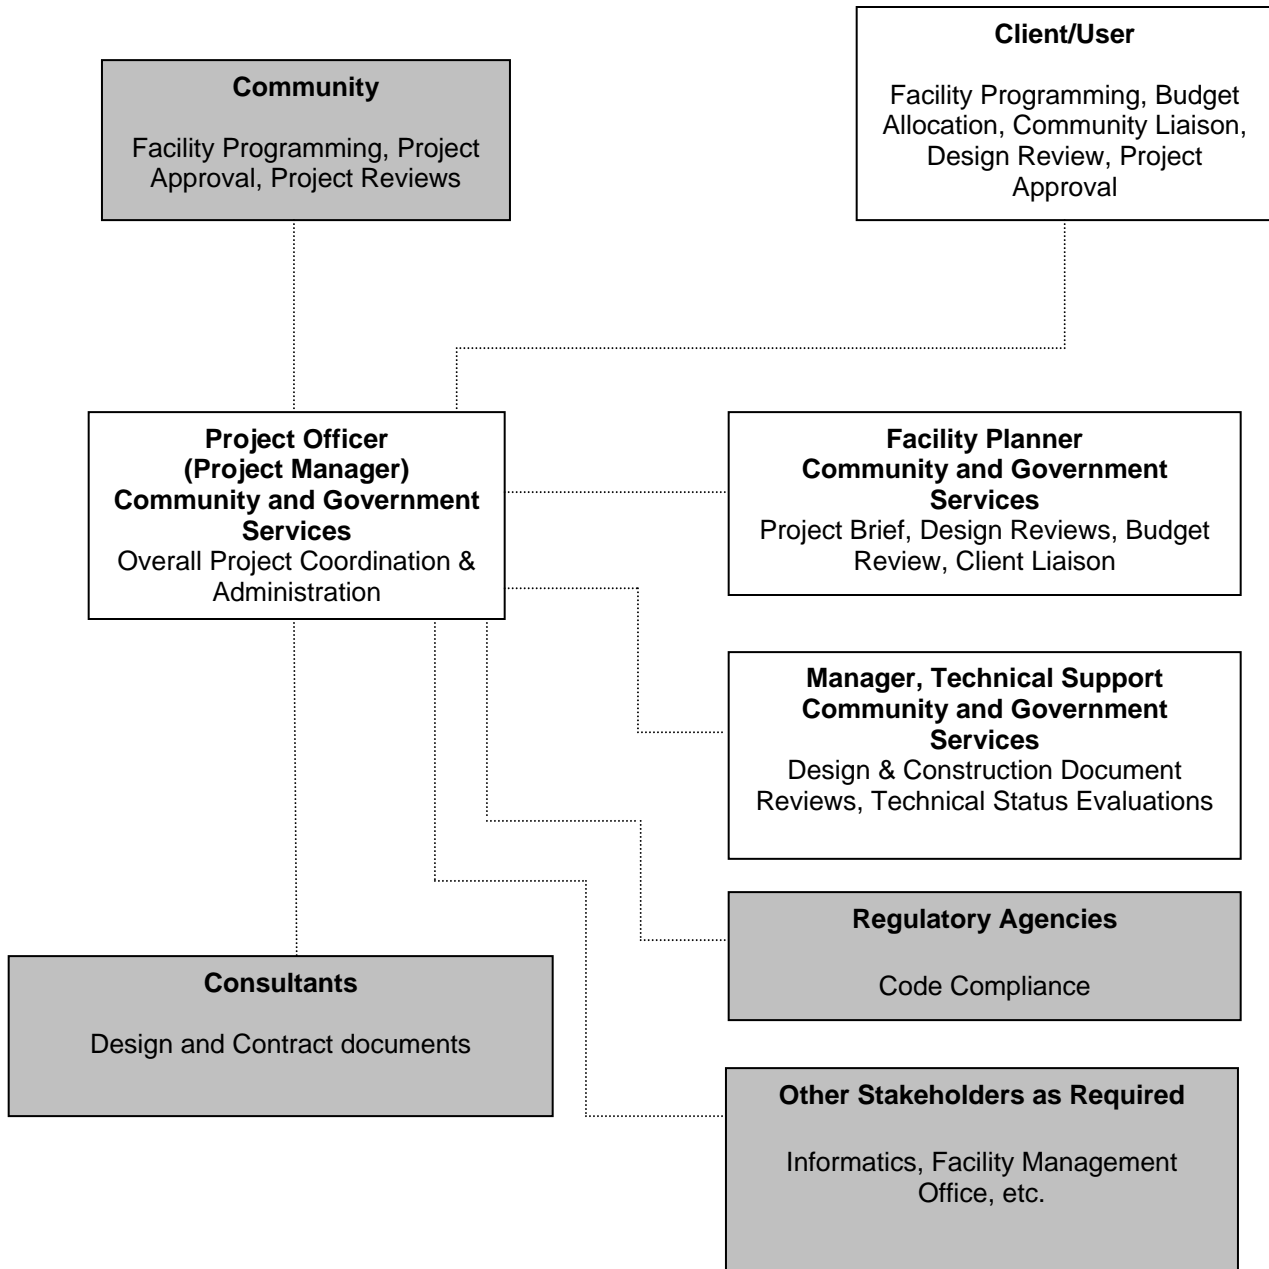 Client/User
Facility Programming, Budget
Allocation, Community Liaison,
Design Review, Project
Approval
Community
Facility Programming, Project
Approval, Project Reviews
Project Officer
(Project Manager)
Community and Government
Services
Overall Project Coordination &
Administration
Facility Planner
Community and Government
Services
Project Brief, Design Reviews, Budget
Review, Client Liaison
Manager, Technical Support
Community and Government
Services
Design & Construction Document
Reviews, Technical Status Evaluations
Regulatory Agencies
Code Compliance
Consultants
Design and Contract documents
Other Stakeholders as Required
Informatics, Facility Management
Office, etc.